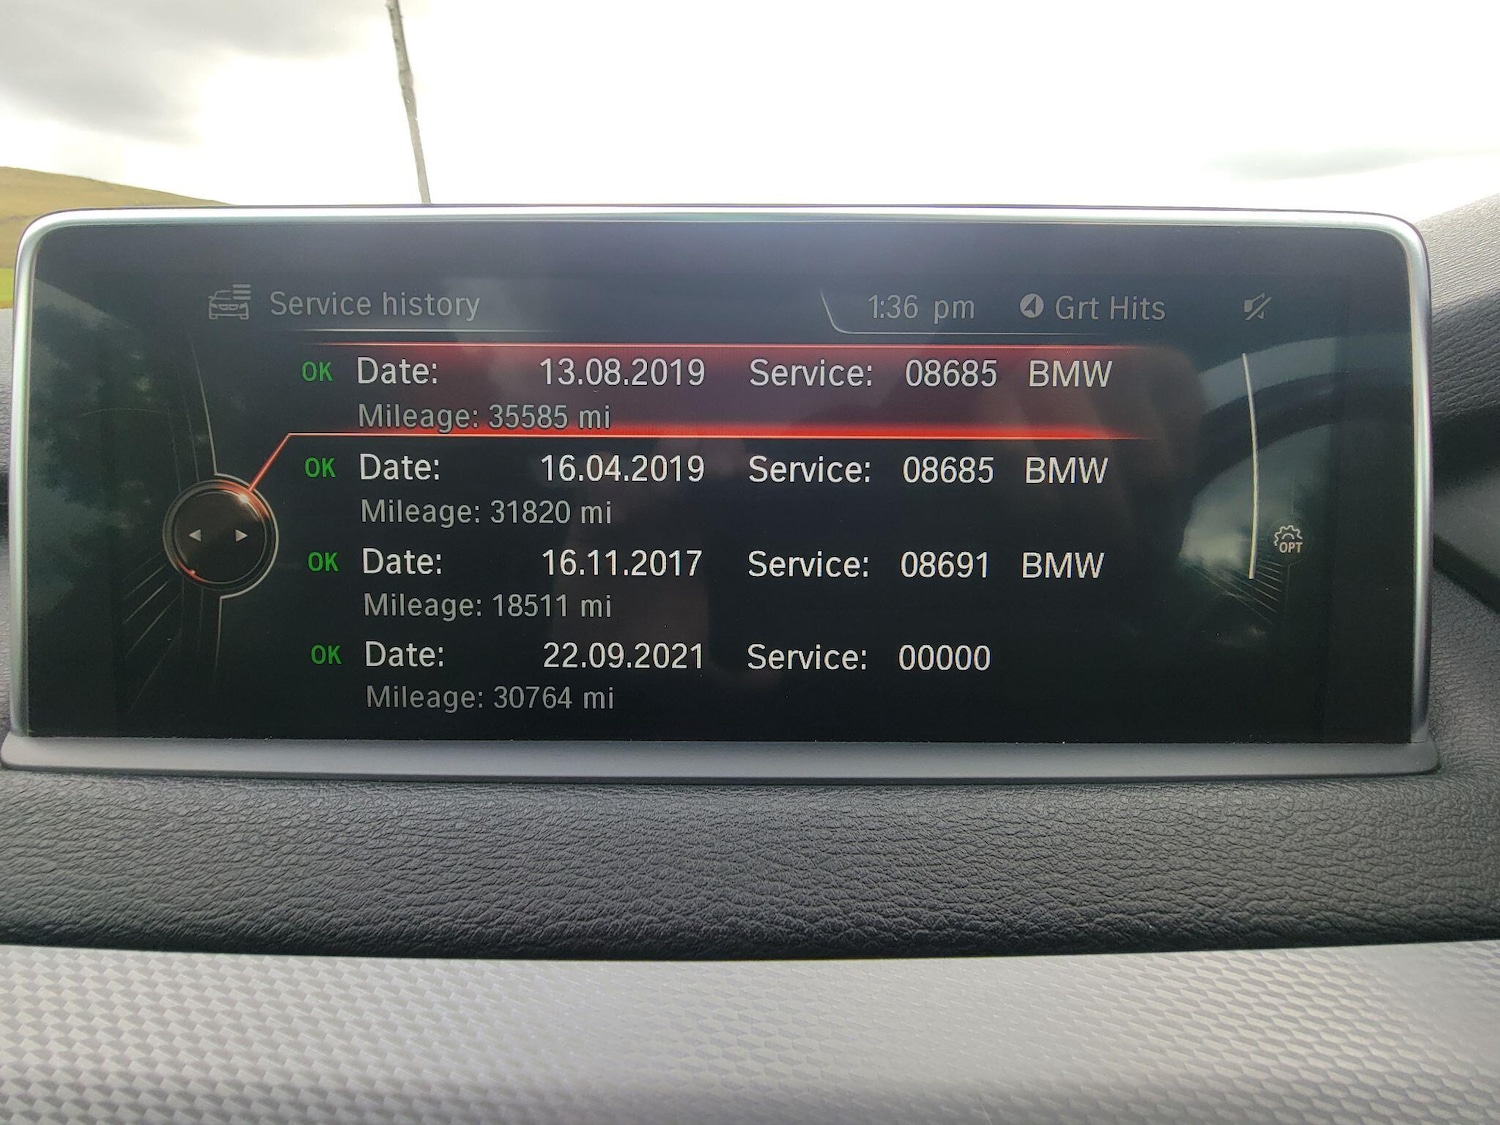 Service history 1:36 pm Grt Hits
OK Date: 13.08.2019 Service: 08685 BMW
Mileage: 35585 mi
OK Date: 16.04.2019 Service: 08685 BMW
Mileage: 31820 mi
OK Date: 16.11.2017 Service: 08691 BMW
Mileage: 18511 mi
OPT
OK Date: 22.09.2021 Service: 00000
Mileage: 30764 mi